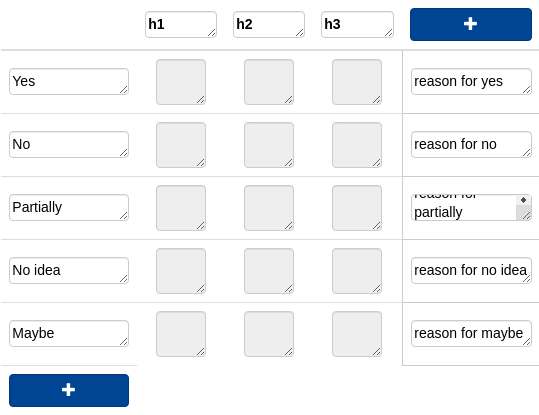 h1 h2 h3 +
Yes reason for yes
No reason for no
Partially reason for
partially
No idea reason for no idea
Maybe reason for maybe
+